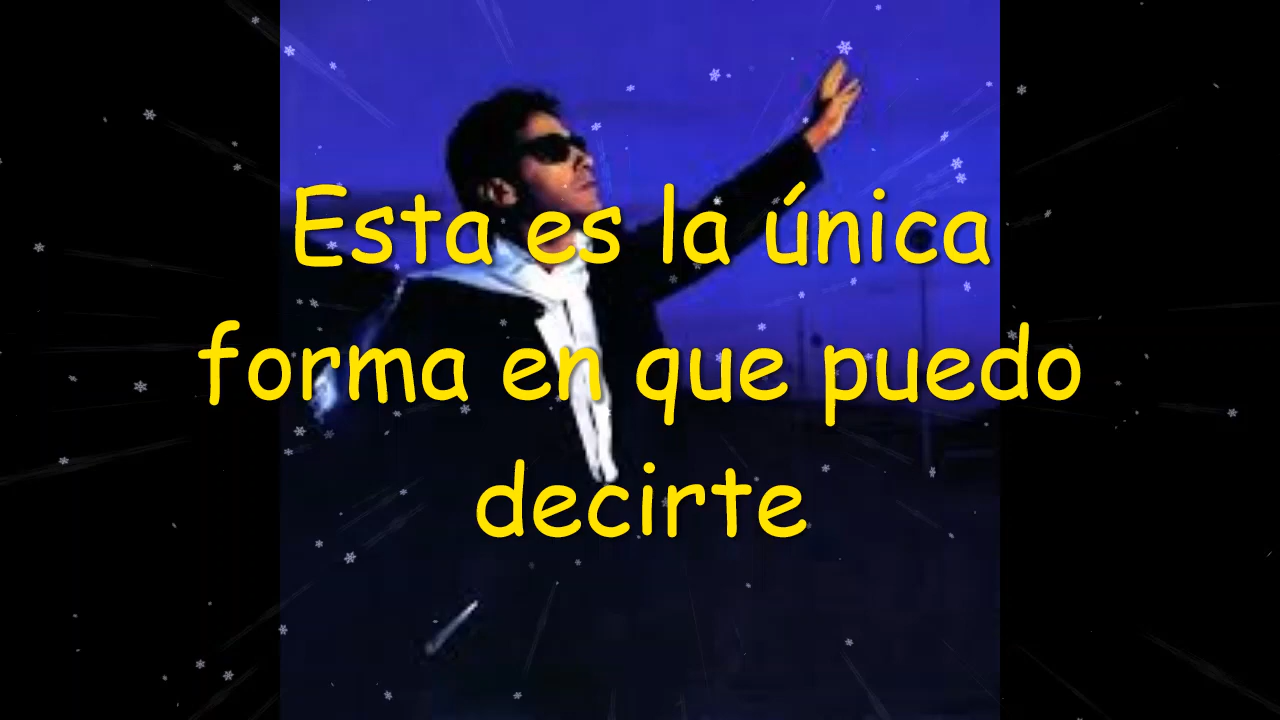 Esta es la única
forma en que puedo
decirte